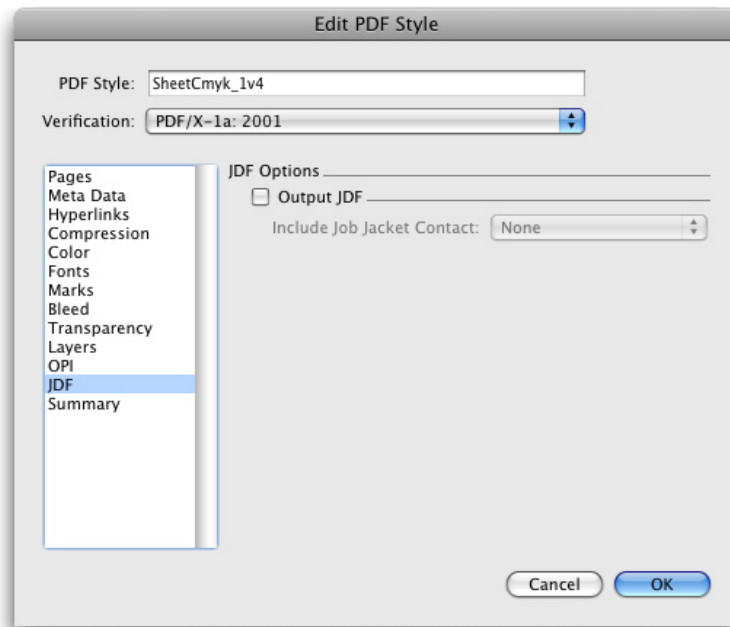 Edit PDF Style
PDF Style: SheetCmyk_1v4
Verification: PDF/X-1a: 2001
Pages
Meta Data
Hyperlinks
Compression
Color
Fonts
Marks
Bleed
Transparency
Layers
OPI
JDF
Summary
JDF Options
Output JDF
Include Job Jacket Contact: None
Cancel OK